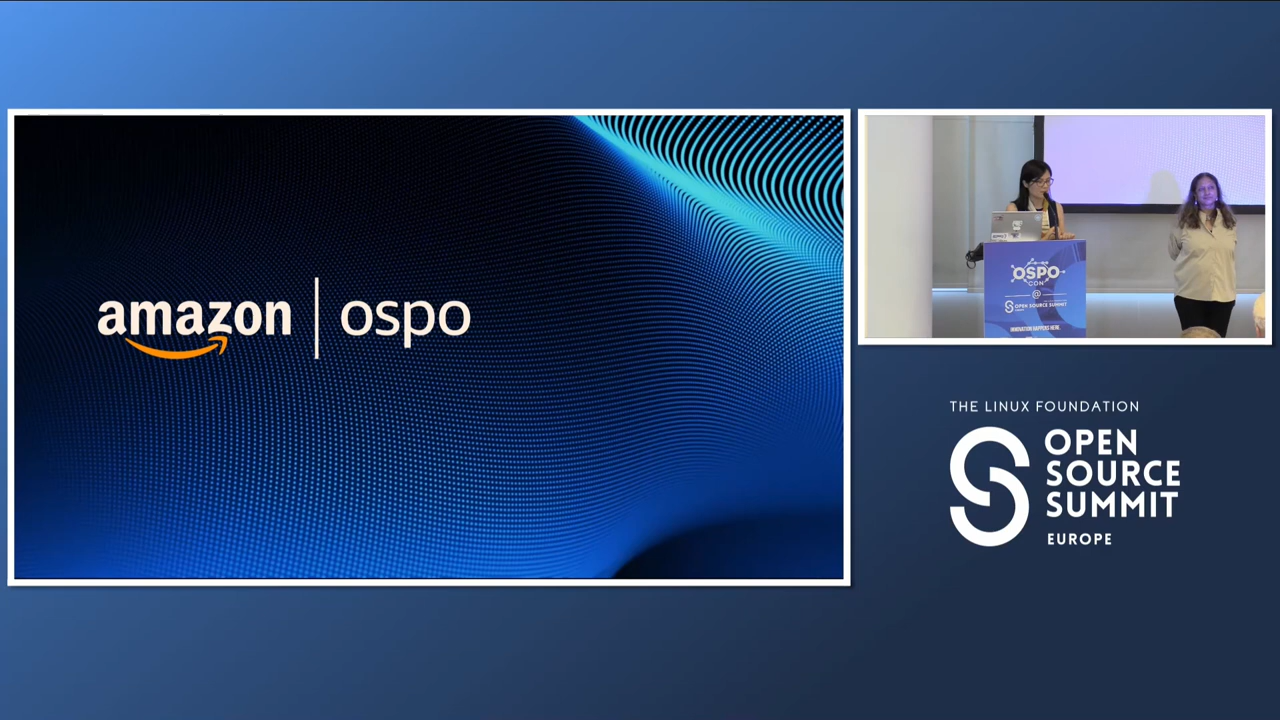 amazon | ospo
OSPO
CON
@
OPEN SOURCE SUMMIT
INNOVATION HAPPENS HERE.
THE LINUX FOUNDATION
OPEN
SOURCE
SUMMIT
EUROPE